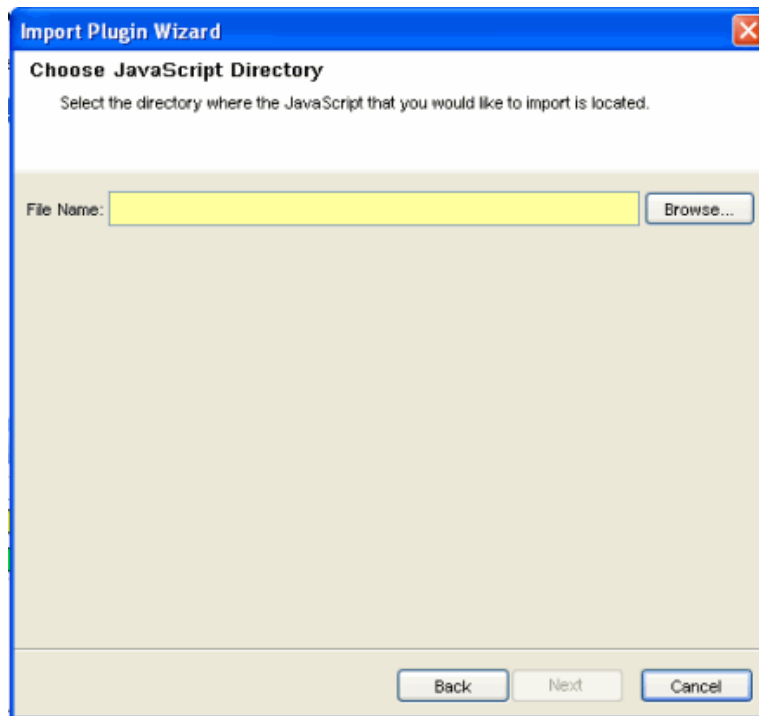 Import Plugin Wizard
Choose JavaScript Directory
Select the directory where the JavaScript that you would like to import is located.
File Name:
Browse...
Back
Next
Cancel